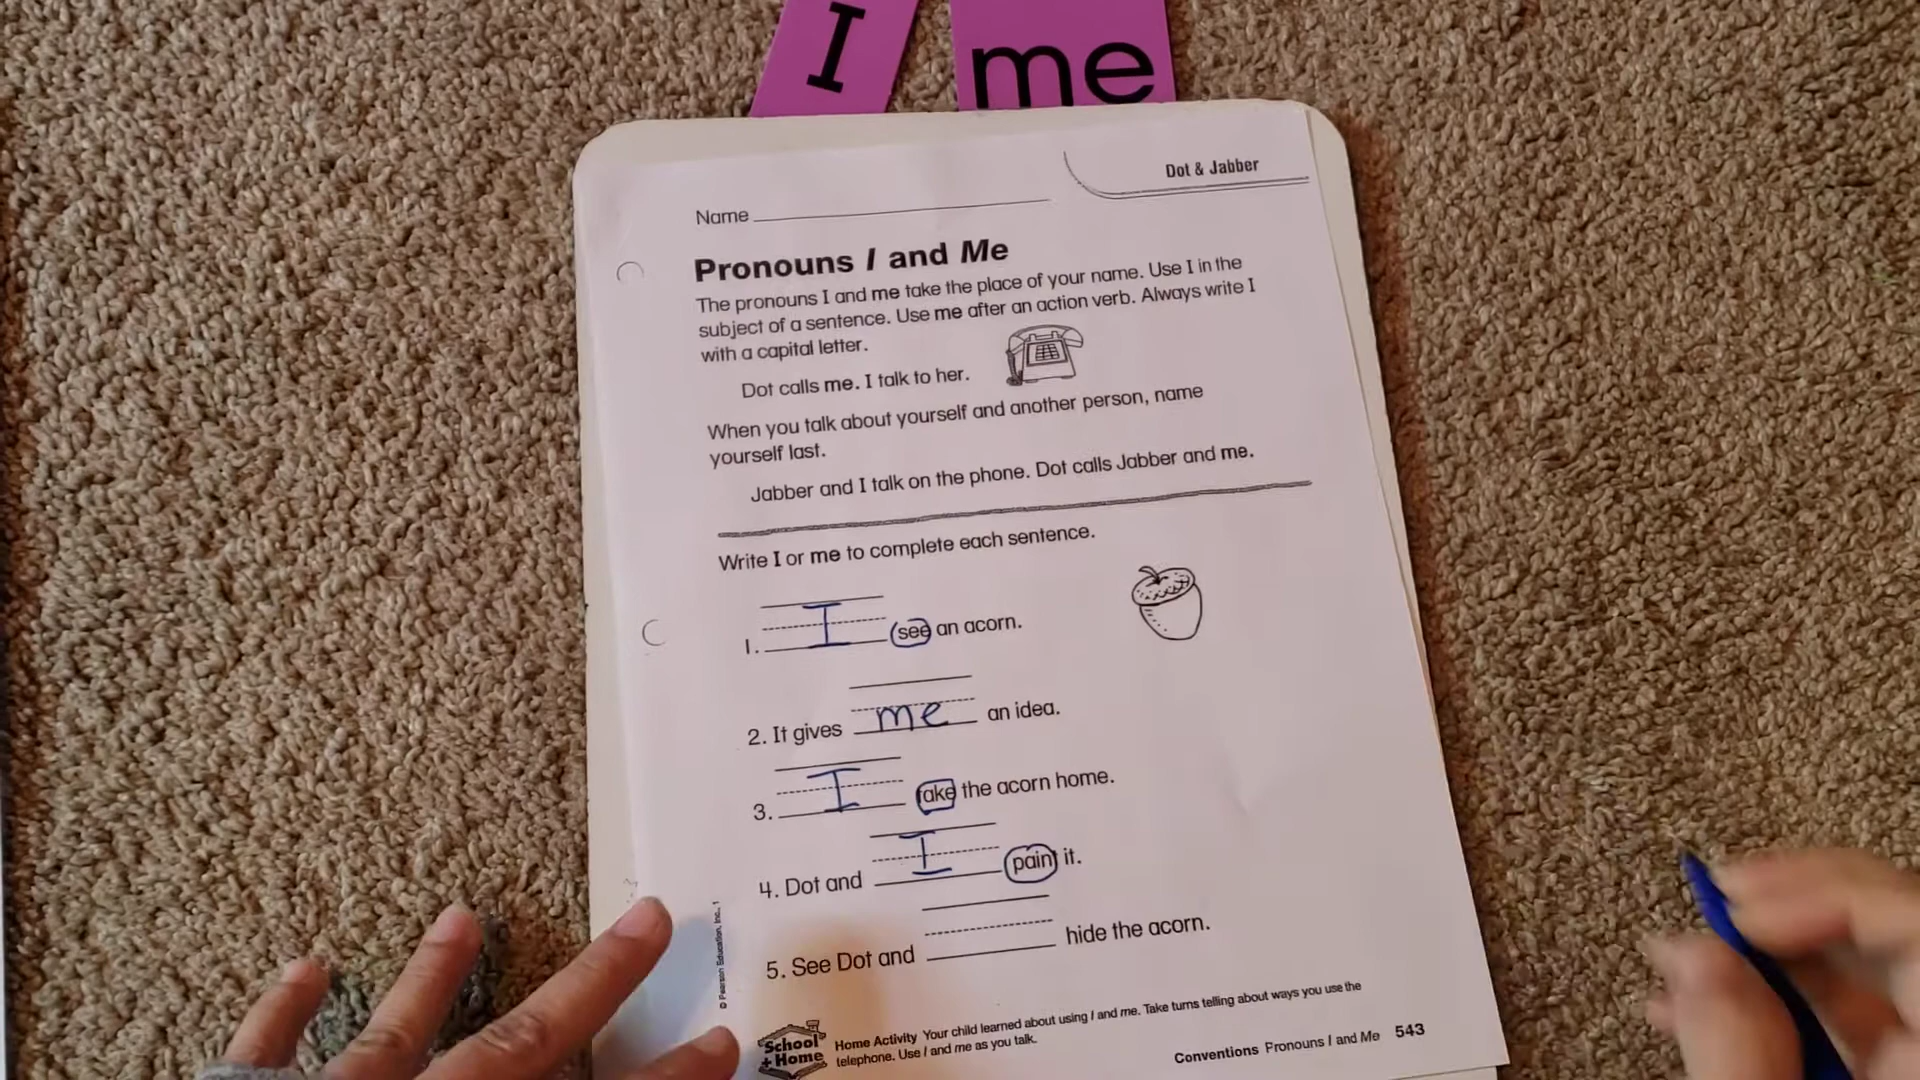 I me
Dot & Jabber
Name
Pronouns I and Me
The pronouns I and me take the place of your name. Use I in the
subject of a sentence. Use me after an action verb. Always write I
with a capital letter.
Dot calls me. I talk to her.
When you talk about yourself and another person, name
yourself last.
Jabber and I talk on the phone. Dot calls Jabber and me.
Write I or me to complete each sentence.
1. I see an acorn.
2. It gives me an idea.
3. I take the acorn home.
4. Dot and I paint it.
5. See Dot and hide the acorn.
© Pearson Education, Inc., 1
School + Home
Home Activity Your child learned about using I and me. Take turns telling about ways you use the
telephone. Use I and me as you talk.
Conventions Pronouns I and Me 543